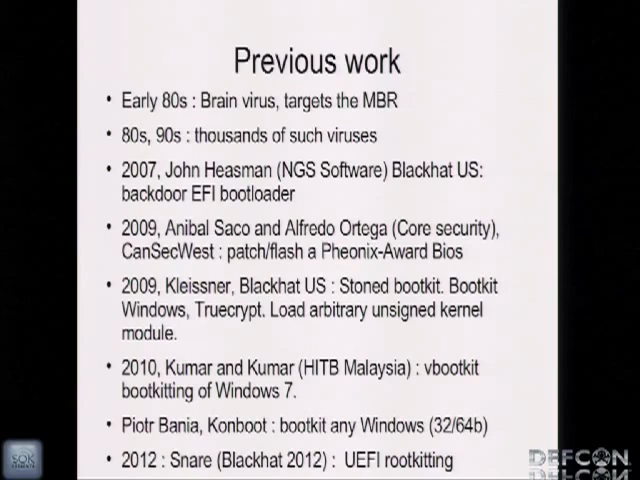 Previous work
• Early 80s : Brain virus, targets the MBR
• 80s, 90s : thousands of such viruses
• 2007, John Heasman (NGS Software) Blackhat US:
backdoor EFI bootloader
• 2009, Anibal Saco and Alfredo Ortega (Core security),
CanSecWest : patch/flash a Pheonix-Award Bios
• 2009, Kleissner, Blackhat US : Stoned bootkit. Bootkit
Windows, Truecrypt. Load arbitrary unsigned kernel
module.
• 2010, Kumar and Kumar (HITB Malaysia) : vbootkit
bootkitting of Windows 7.
• Piotr Bania, Konboot : bootkit any Windows (32/64b)
• 2012 : Snare (Blackhat 2012) : UEFI rootkitting
SOK
DEFCON